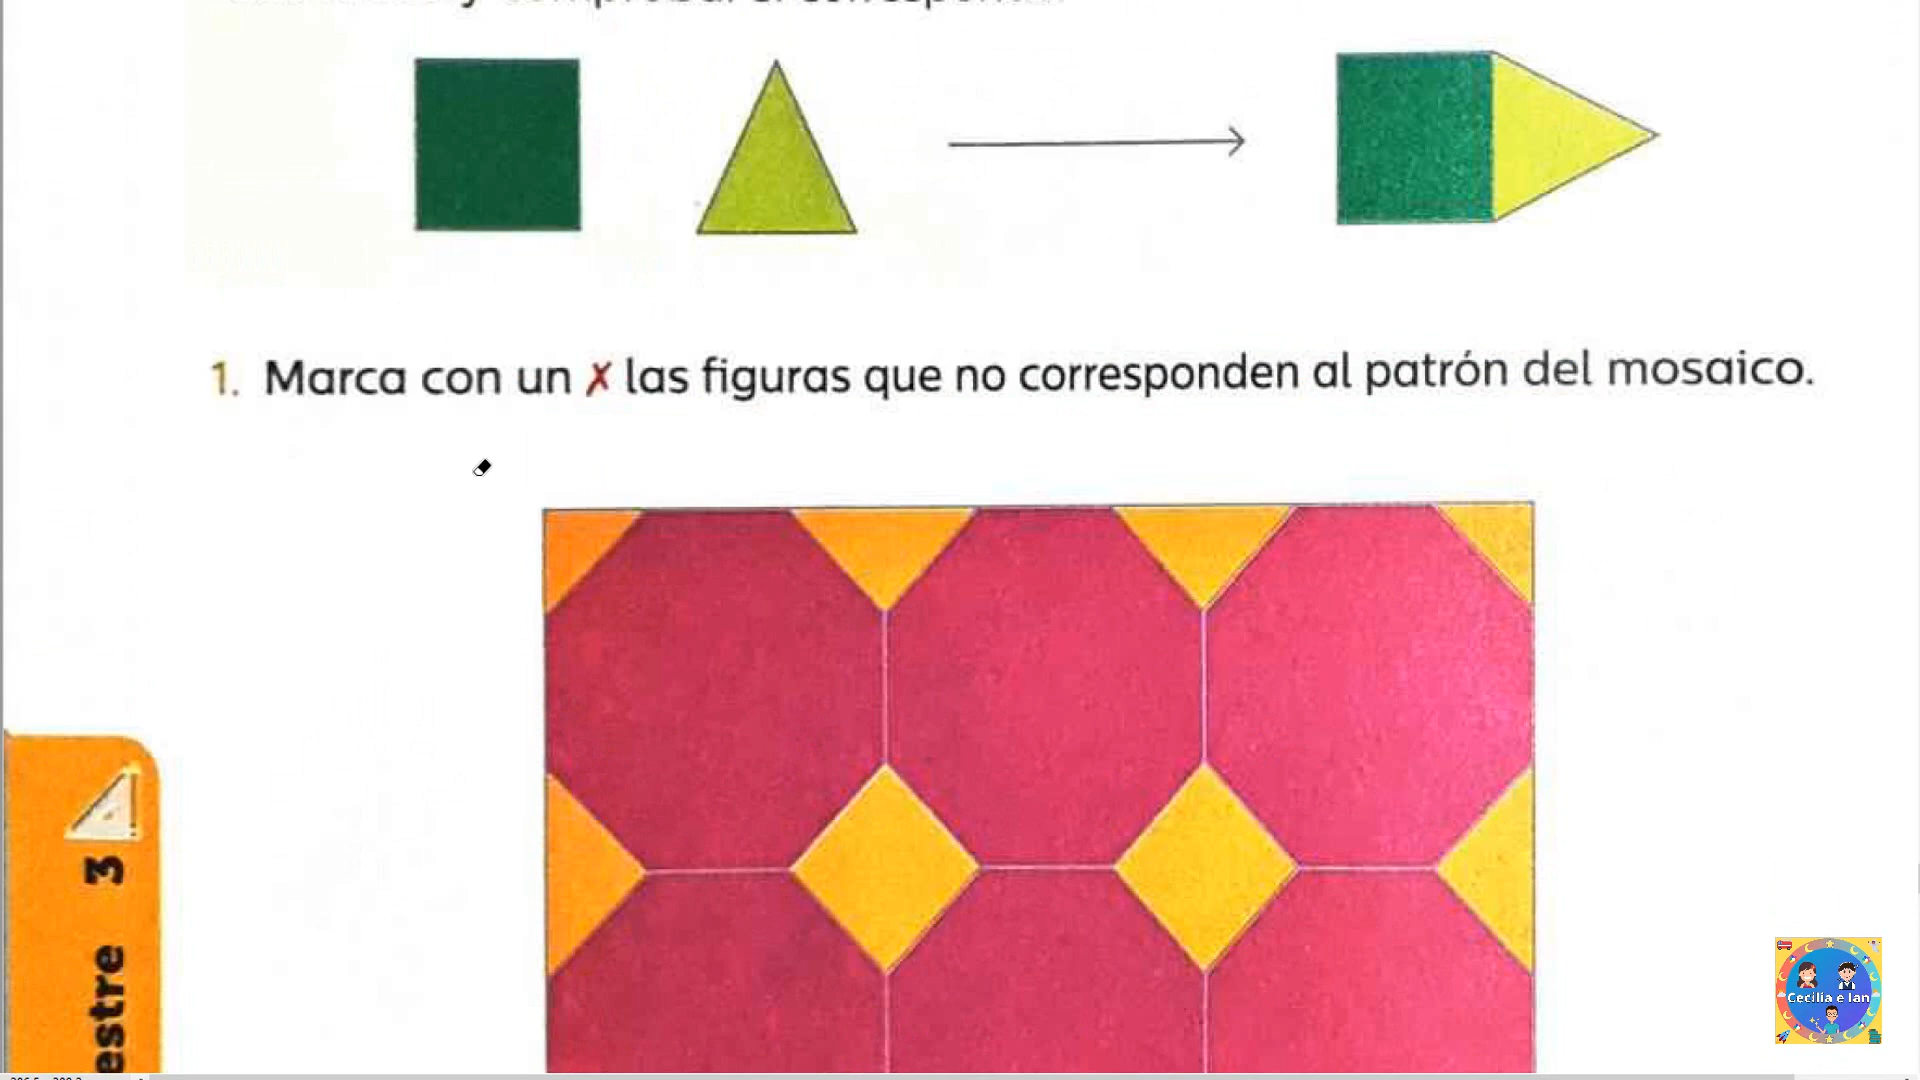 1. Marca con un ✗ las figuras que no corresponden al patrón del mosaico.
3
estre
Cecilia e Ian